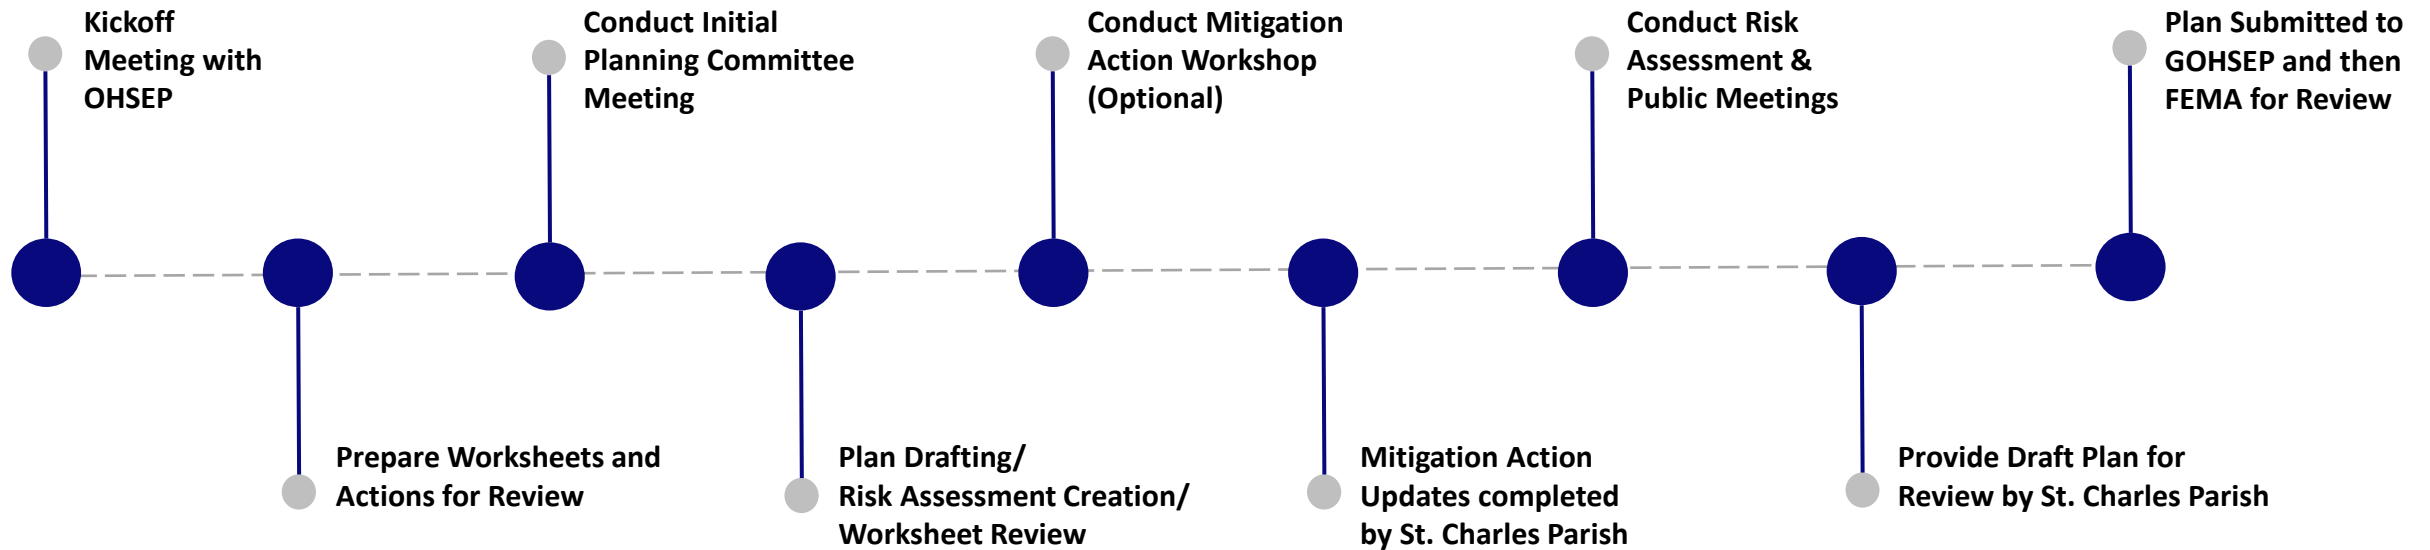 Kickoff
Meeting with
OHSEP
Conduct Initial
Planning Committee
Meeting
Conduct Mitigation
Action Workshop
(Optional)
Conduct Risk
Assessment &
Public Meetings
Plan Submitted to
GOHSEP and then
FEMA for Review
Prepare Worksheets and
Actions for Review
Plan Drafting/
Risk Assessment Creation/
Worksheet Review
Mitigation Action
Updates completed
by St. Charles Parish
Provide Draft Plan for
Review by St. Charles Parish